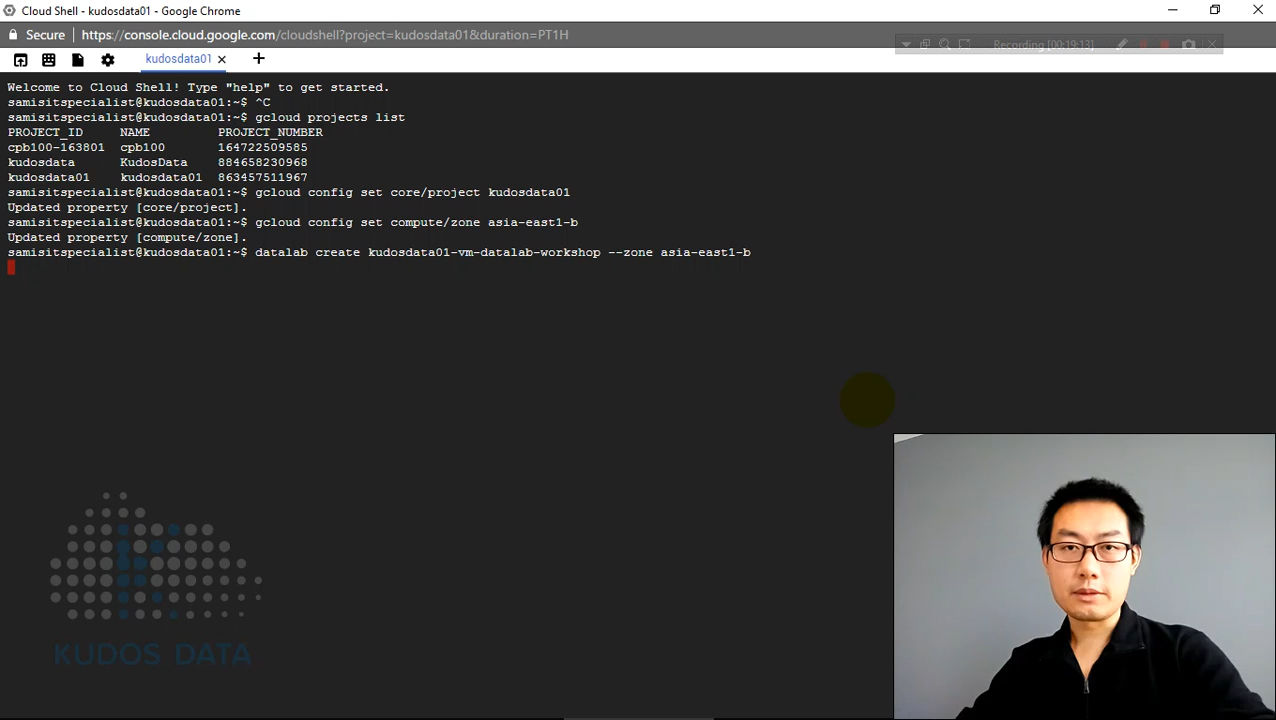 Cloud Shell - kudosdata01 - Google Chrome
Secure https://console.cloud.google.com/cloudshell?project=kudosdata01&duration=PT1H
Recording [00:19:13]
kudosdata01
Welcome to Cloud Shell! Type "help" to get started.
samisitspecialist@kudosdata01:~$ ^C
samisitspecialist@kudosdata01:~$ gcloud projects list
PROJECT_ID NAME PROJECT_NUMBER
cpb100-163801 cpb100 164722509585
kudosdata KudosData 884658230968
kudosdata01 kudosdata01 863457511967
samisitspecialist@kudosdata01:~$ gcloud config set core/project kudosdata01
Updated property [core/project].
samisitspecialist@kudosdata01:~$ gcloud config set compute/zone asia-east1-b
Updated property [compute/zone].
samisitspecialist@kudosdata01:~$ datalab create kudosdata01-vm-datalab-workshop --zone asia-east1-b
KUDOS DATA